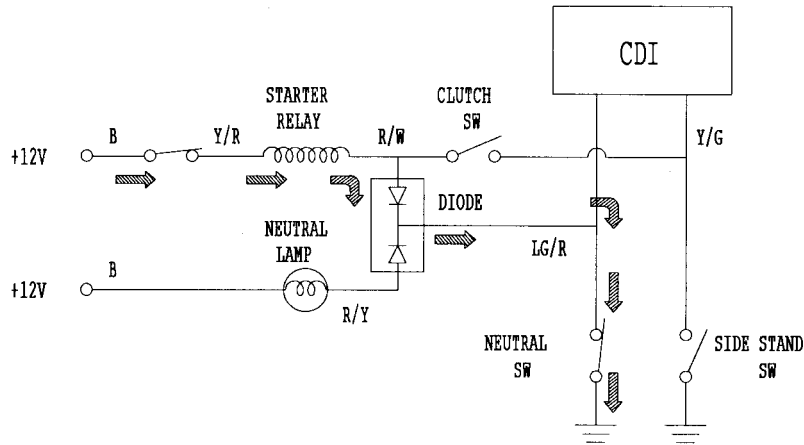 CDI
STARTER
RELAY
CLUTCH
SW
B
Y/R
R/W
Y/G
+12V
DIODE
NEUTRAL
LAMP
LG/R
B
+12V
R/Y
NEUTRAL
SW
SIDE STAND
SW